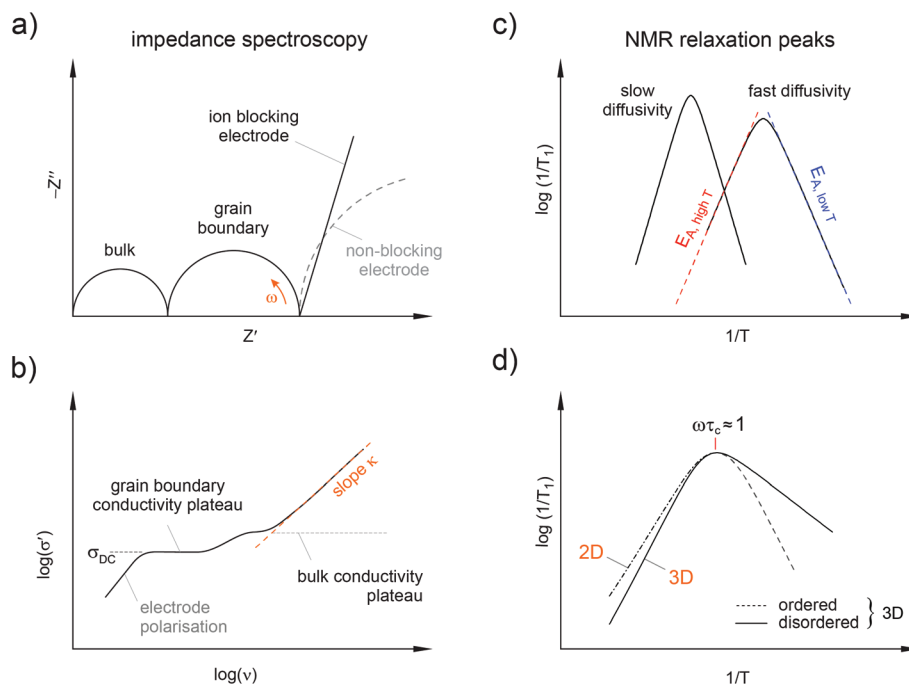 a)
impedance spectroscopy
–Z″
ion blocking
electrode
grain
boundary
bulk
non-blocking
electrode
ω
Z′
b)
log(σ′)
grain boundary
conductivity plateau
slope κ
σDC
bulk conductivity
plateau
electrode
polarisation
log(ν)
c)
NMR relaxation peaks
log (1/T₁)
slow
diffusivity
fast diffusivity
EA, high T
EA, low T
1/T
d)
log (1/T₁)
ωτc≈1
2D
3D
ordered
disordered
} 3D
1/T